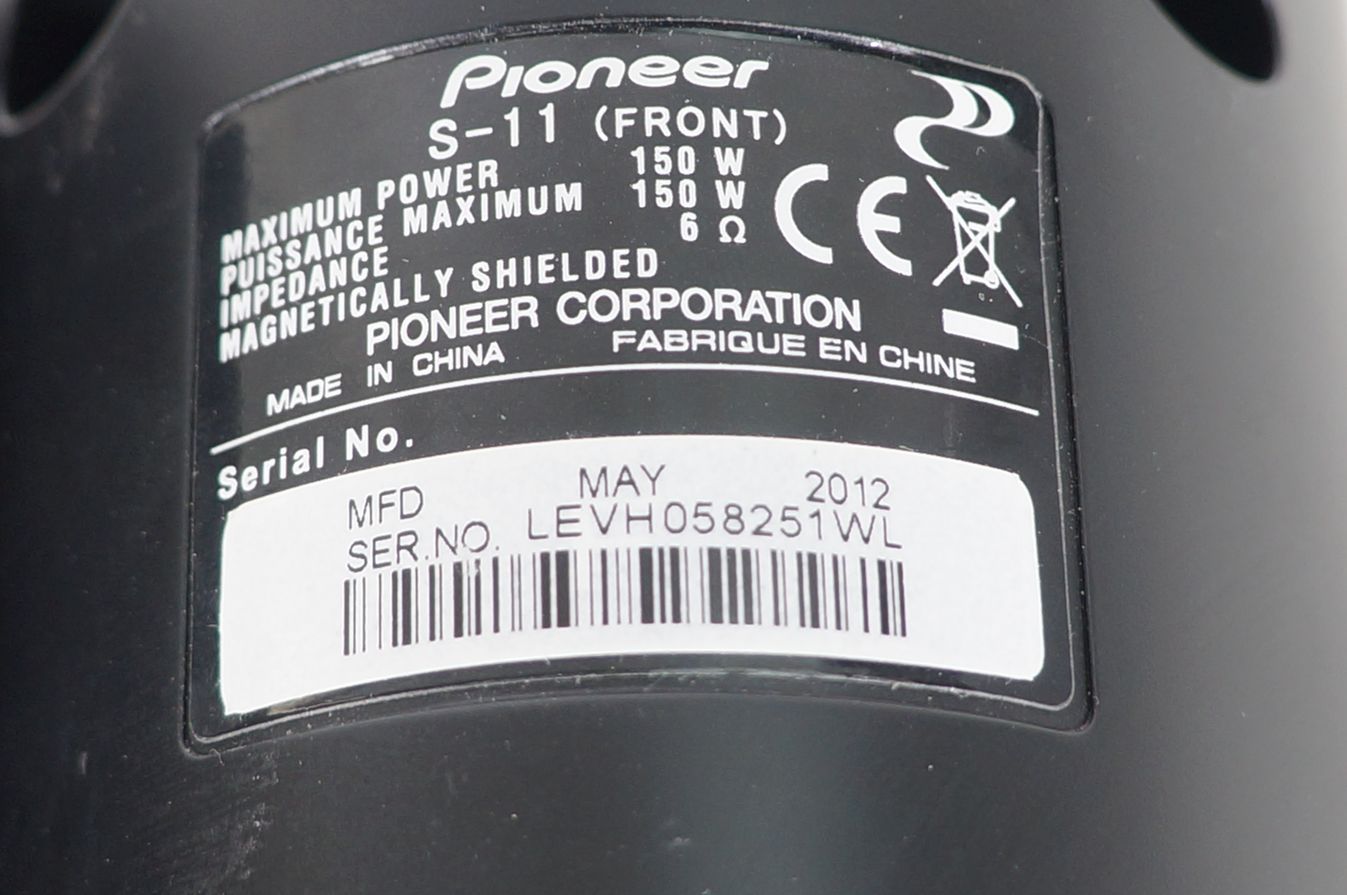 Pioneer
S-11 (FRONT)
MAXIMUM POWER 150 W
PUISSANCE MAXIMUM 150 W
IMPEDANCE 6 Ω
MAGNETICALLY SHIELDED
PIONEER CORPORATION
MADE IN CHINA FABRIQUE EN CHINE
CE
Serial No.
MFD MAY 2012
SER.NO. LEVH058251WL